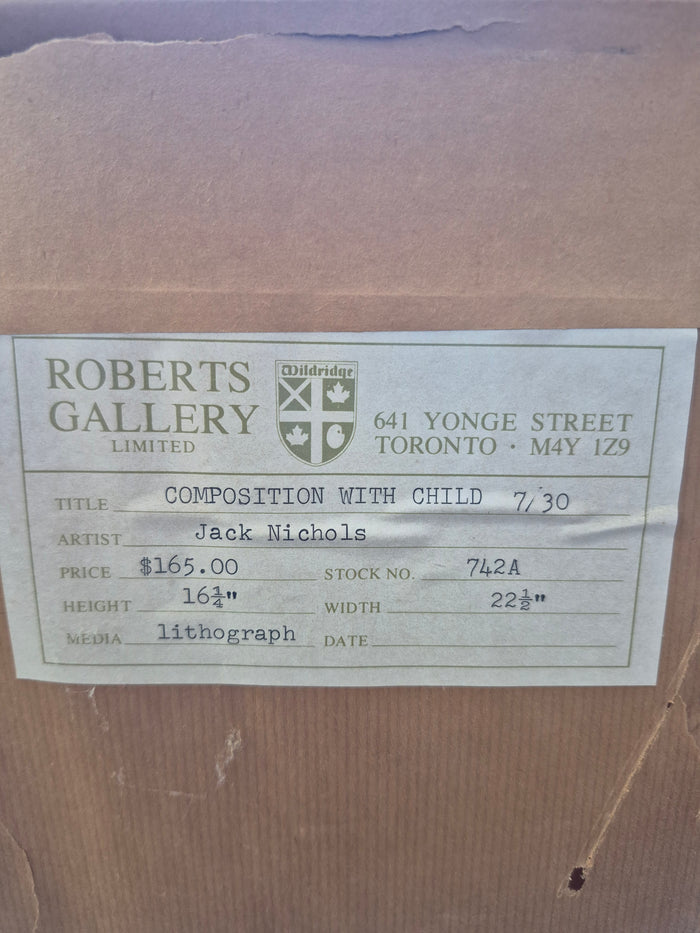 ROBERTS
GALLERY
LIMITED
Wildridge
641 YONGE STREET
TORONTO · M4Y 1Z9
TITLE COMPOSITION WITH CHILD 7/30
ARTIST Jack Nichols
PRICE $165.00 STOCK NO. 742A
HEIGHT 16¼" WIDTH 22½"
MEDIA lithograph DATE